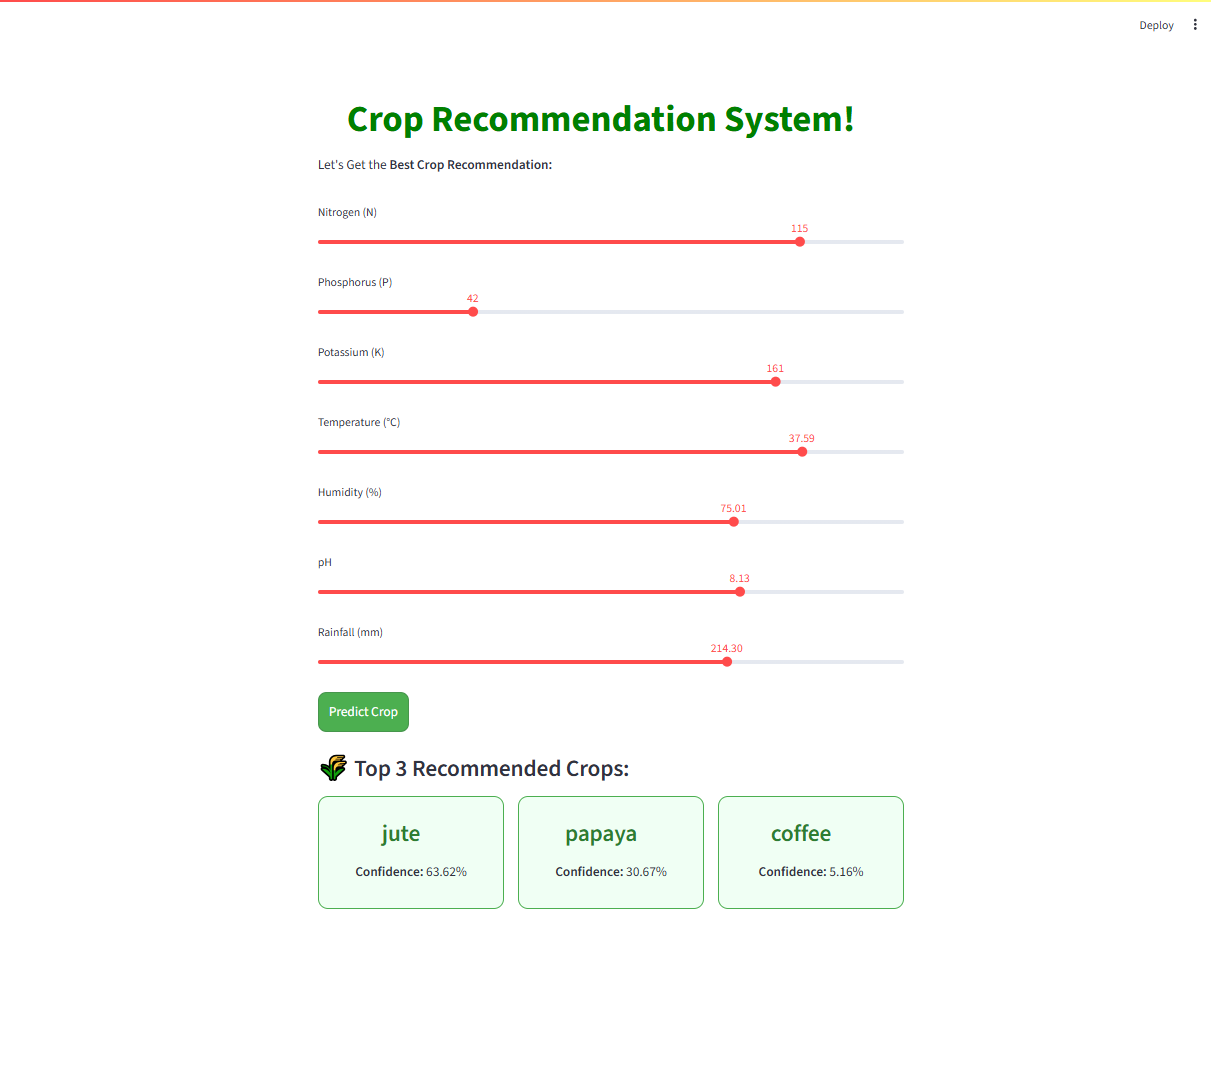 Deploy
Crop Recommendation System!
Let's Get the Best Crop Recommendation:
Nitrogen (N)
115
Phosphorus (P)
42
Potassium (K)
161
Temperature (°C)
37.59
Humidity (%)
75.01
pH
8.13
Rainfall (mm)
214.30
Predict Crop
Top 3 Recommended Crops:
jute
Confidence: 63.62%
papaya
Confidence: 30.67%
coffee
Confidence: 5.16%